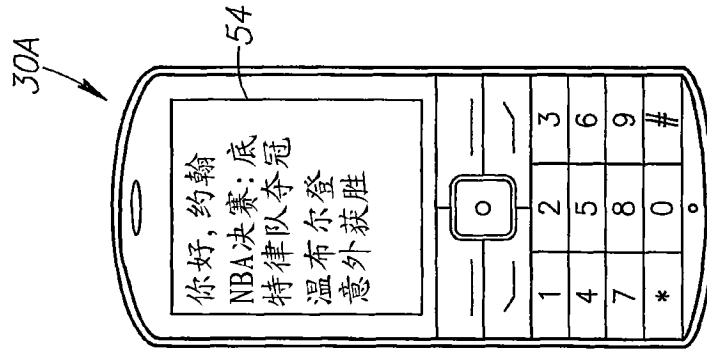 30A
54
你好,约翰
NBA决赛:底
特律队夺冠
温布尔登
意外获胜
1 2 3
4 5 6
7 8 9
* 0 #